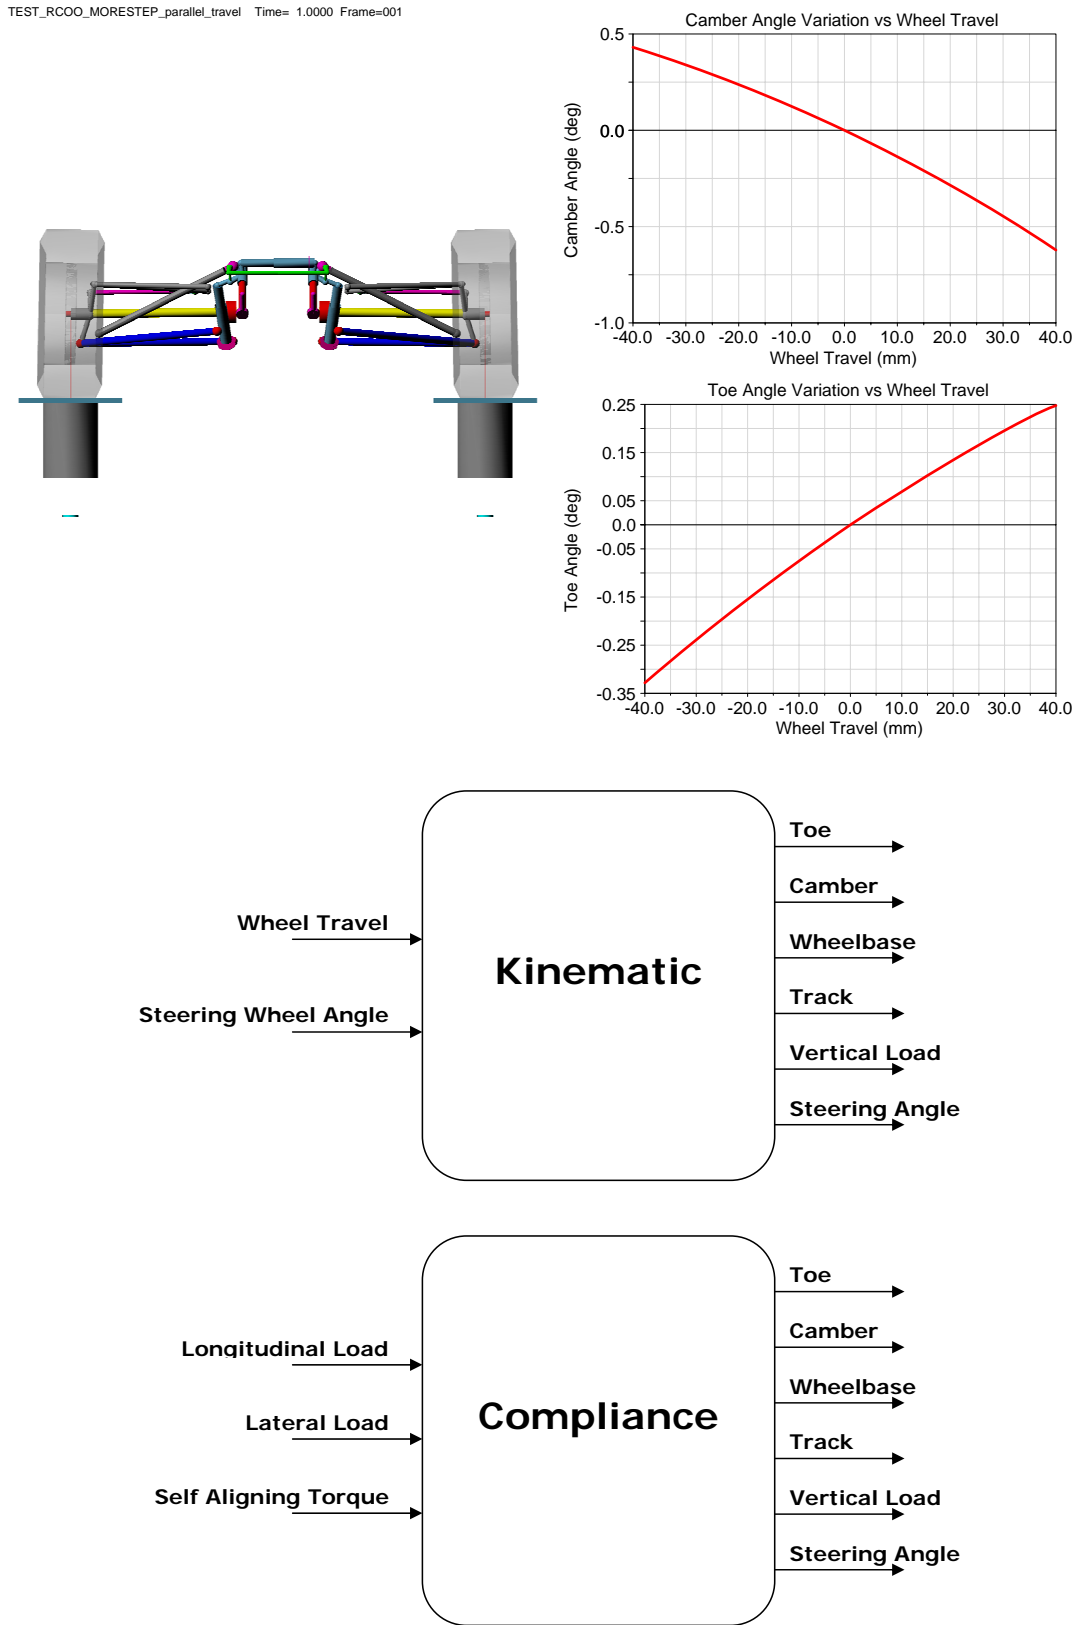 TEST_RCOO_MORESTEP_parallel_travel Time= 1.0000 Frame=001
Camber Angle Variation vs Wheel Travel
Camber Angle (deg)
0.5
0.0
-0.5
-1.0
-40.0 -30.0 -20.0 -10.0 0.0 10.0 20.0 30.0 40.0
Wheel Travel (mm)
Toe Angle Variation vs Wheel Travel
Toe Angle (deg)
0.25
0.15
0.05
0.0
-0.05
-0.15
-0.25
-0.35
-40.0 -30.0 -20.0 -10.0 0.0 10.0 20.0 30.0 40.0
Wheel Travel (mm)
Wheel Travel
Steering Wheel Angle
Kinematic
Toe
Camber
Wheelbase
Track
Vertical Load
Steering Angle
Longitudinal Load
Lateral Load
Self Aligning Torque
Compliance
Toe
Camber
Wheelbase
Track
Vertical Load
Steering Angle